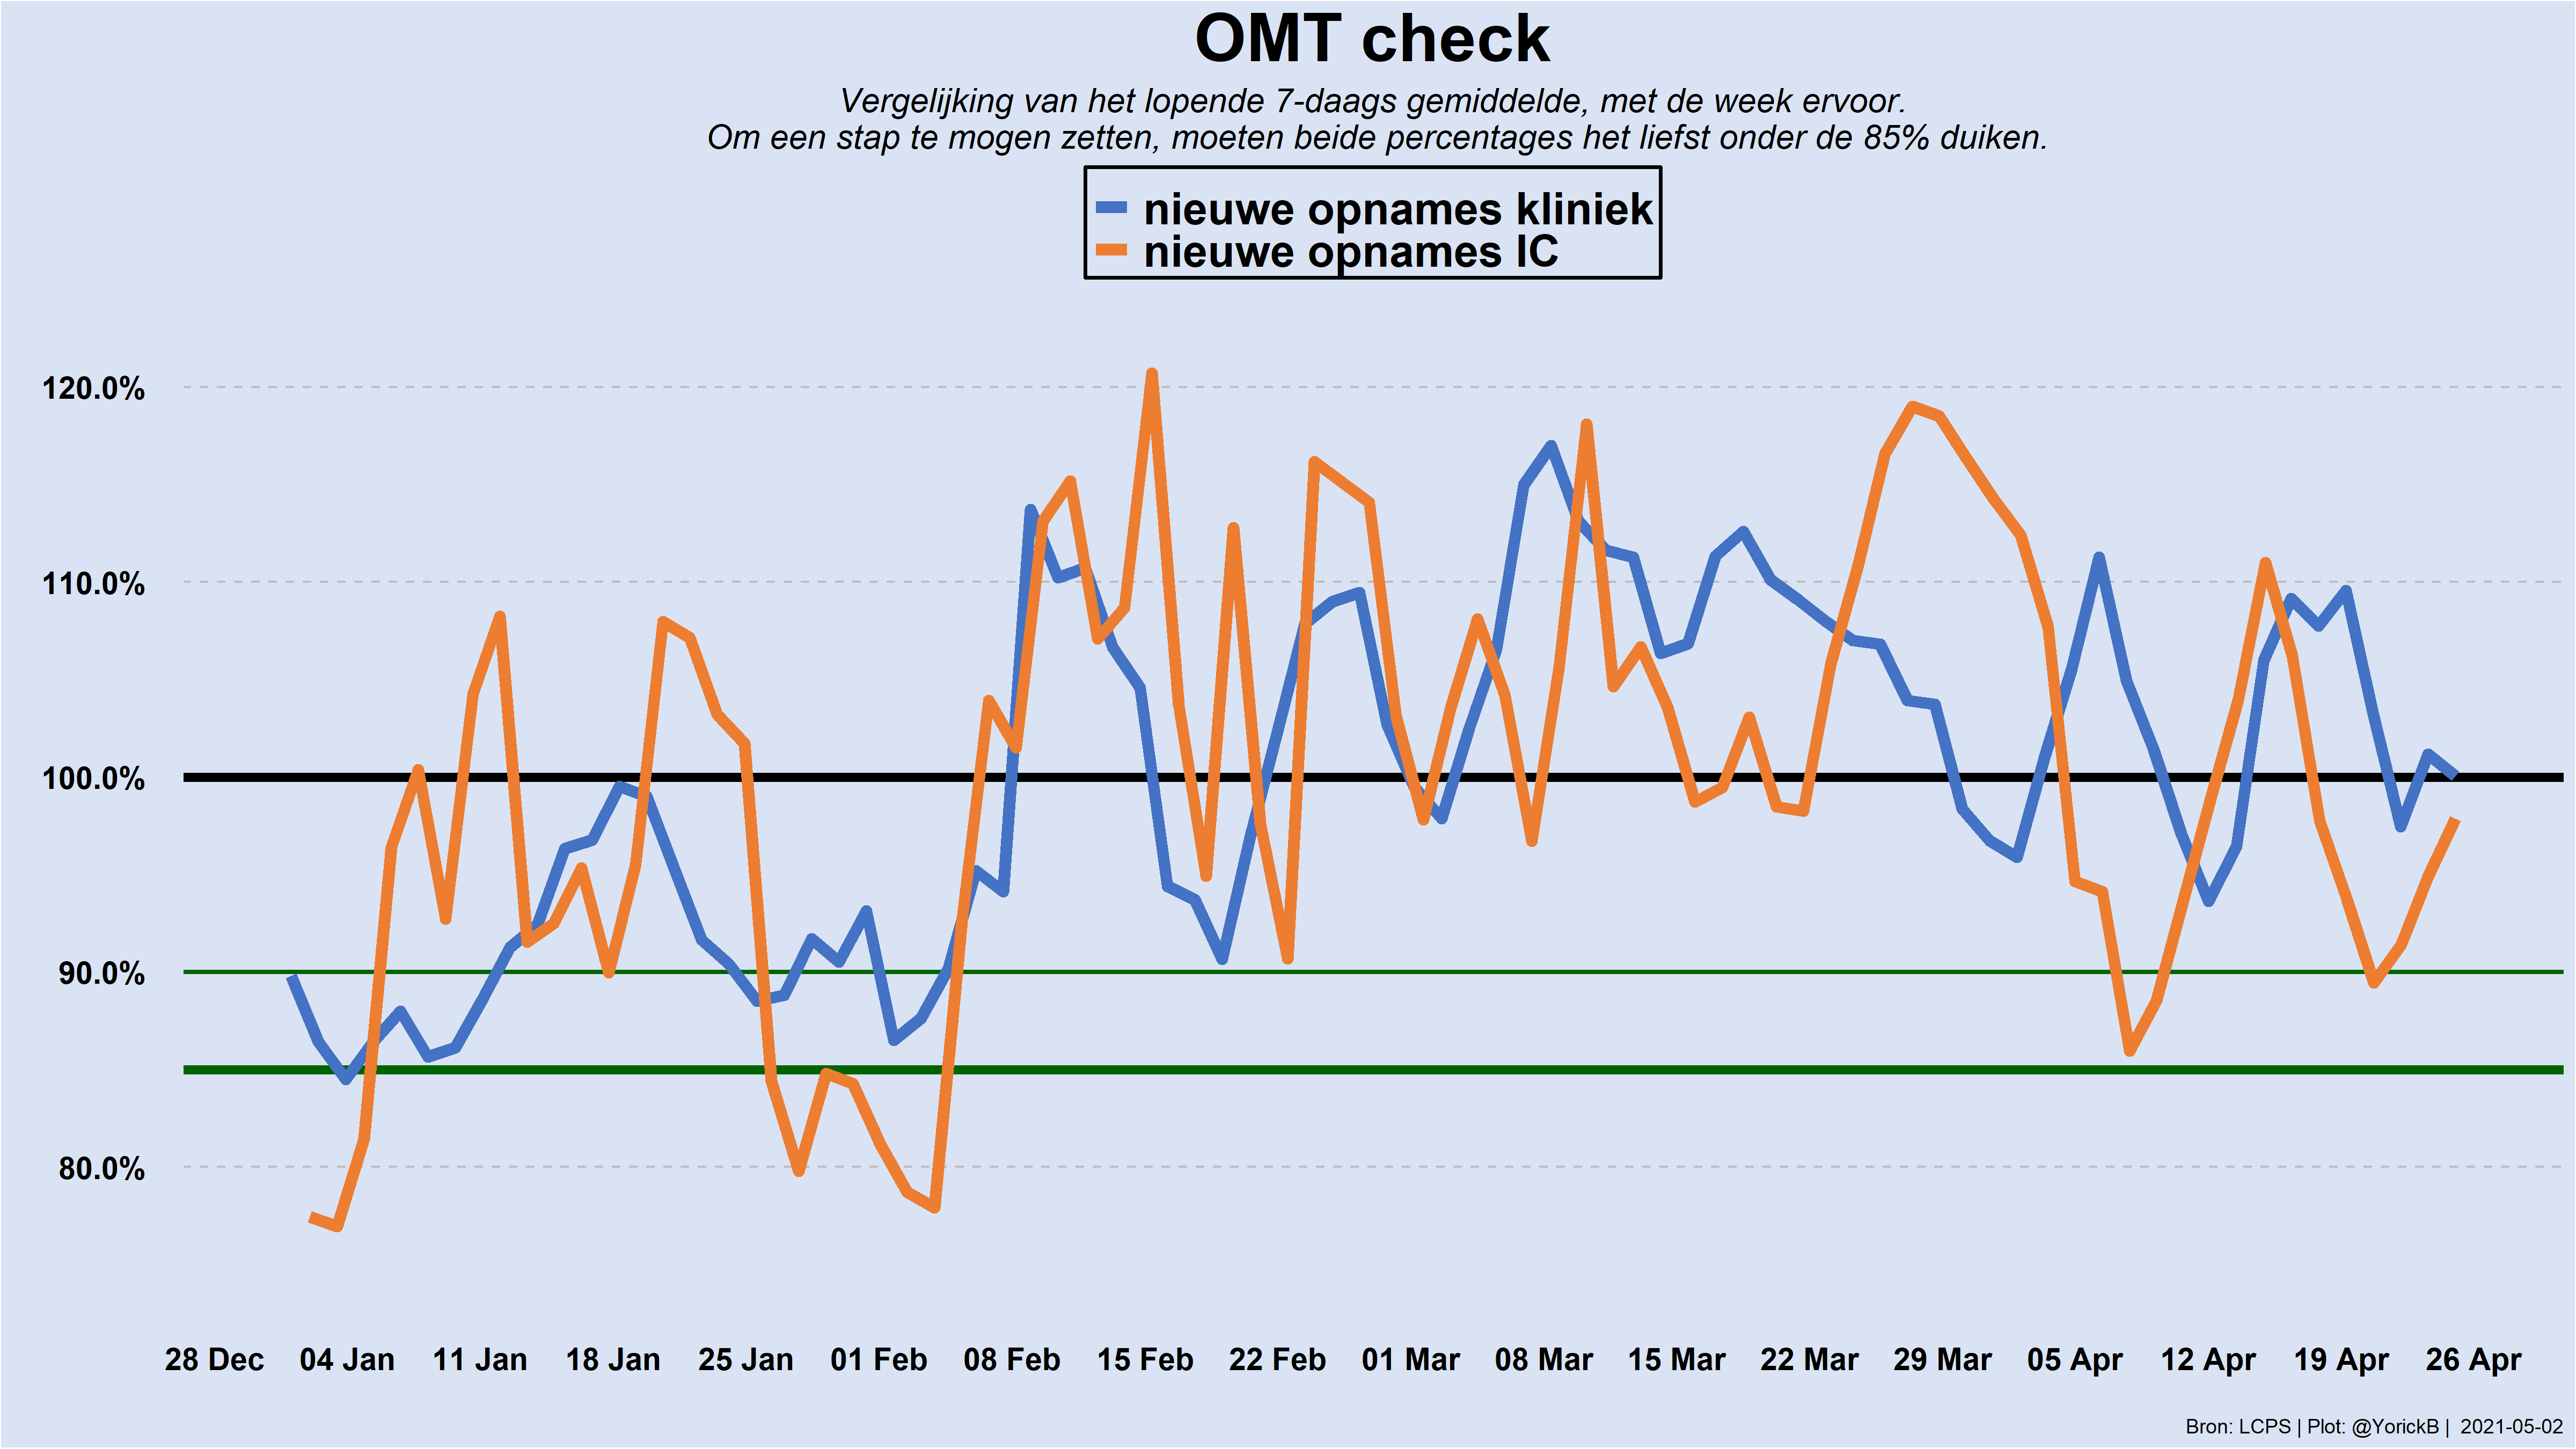 OMT check
Vergelijking van het lopende 7-daags gemiddelde, met de week ervoor.
Om een stap te mogen zetten, moeten beide percentages het liefst onder de 85% duiken.
nieuwe opnames kliniek
nieuwe opnames IC
120.0%
110.0%
100.0%
90.0%
80.0%
28 Dec 04 Jan 11 Jan 18 Jan 25 Jan 01 Feb 08 Feb 15 Feb 22 Feb 01 Mar 08 Mar 15 Mar 22 Mar 29 Mar 05 Apr 12 Apr 19 Apr 26 Apr
Bron: LCPS | Plot: @YorickB | 2021-05-02